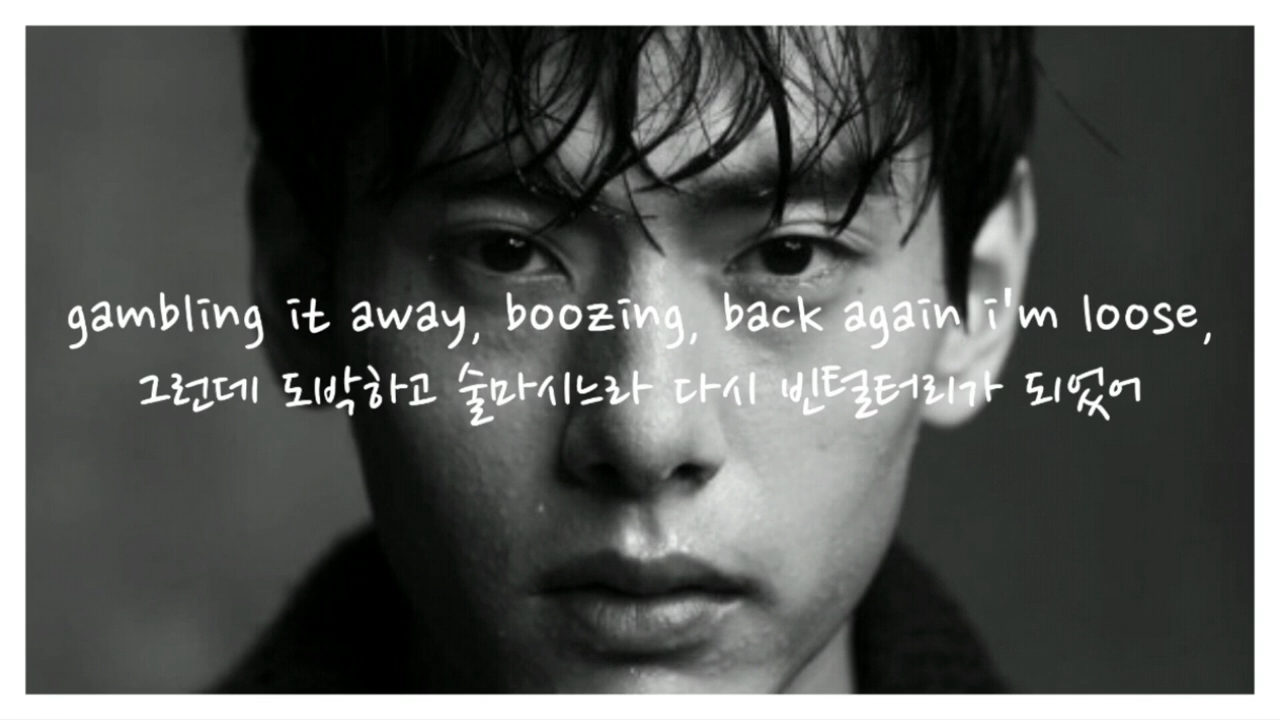 gambling it away, boozing, back again i'm loose,
그런데 도박하고 술마시느라 다시 빈털터리가 되었어